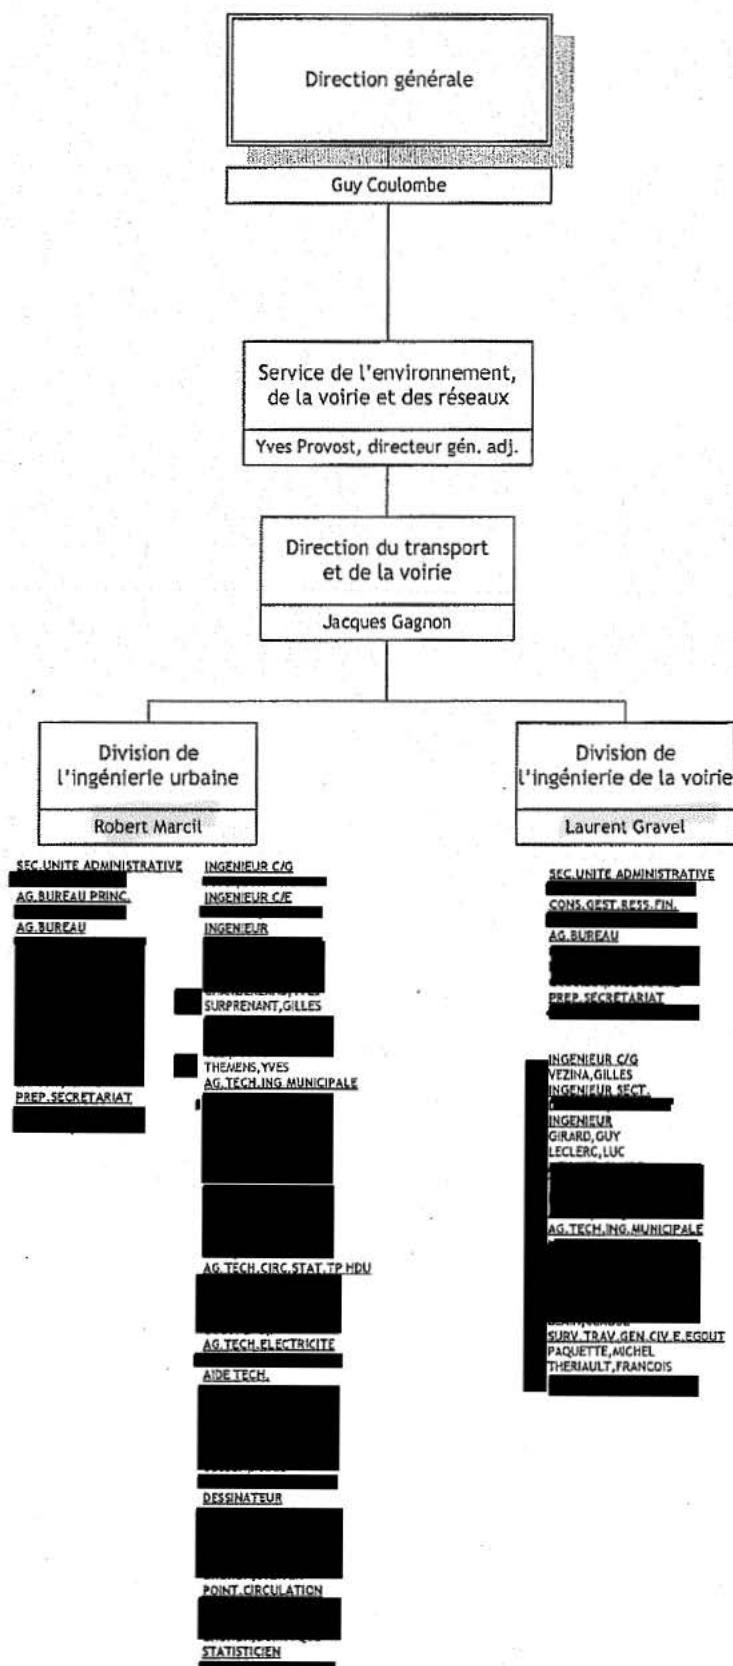 Direction générale
Guy Coulombe
Service de l'environnement,
de la voirie et des réseaux
Yves Provost, directeur gén. adj.
Direction du transport
et de la voirie
Jacques Gagnon
Division de
l'ingénierie urbaine
Robert Marcil
SEC.UNITE ADMINISTRATIVE
AG.BUREAU PRINC.
AG.BUREAU
PREP.SECRETARIAT
INGENIEUR C/G
INGENIEUR C/E
INGENIEUR
SURPRENANT,GILLES
THEMENS,YVES
AG.TECH.ING.MUNICIPALE
AG.TECH.CIRC.STAT.TP HDU
AG.TECH.ELECTRICITE
AIDE TECH.
DESSINATEUR
POINT.CIRCULATION
STATISTICIEN
Division de
l'ingénierie de la voirie
Laurent Gravel
SEC.UNITE ADMINISTRATIVE
CONS.GEST.RESS.FIN.
AG.BUREAU
PREP.SECRETARIAT
INGENIEUR C/G
VEZINA,GILLES
INGENIEUR SECT.
INGENIEUR
GIRARD,GUY
LECLERC,LUC
AG.TECH.ING.MUNICIPALE
SURV.TRAV.GEN.CIV.E.EGOUT
PAQUETTE,MICHEL
THERIAULT,FRANCOIS